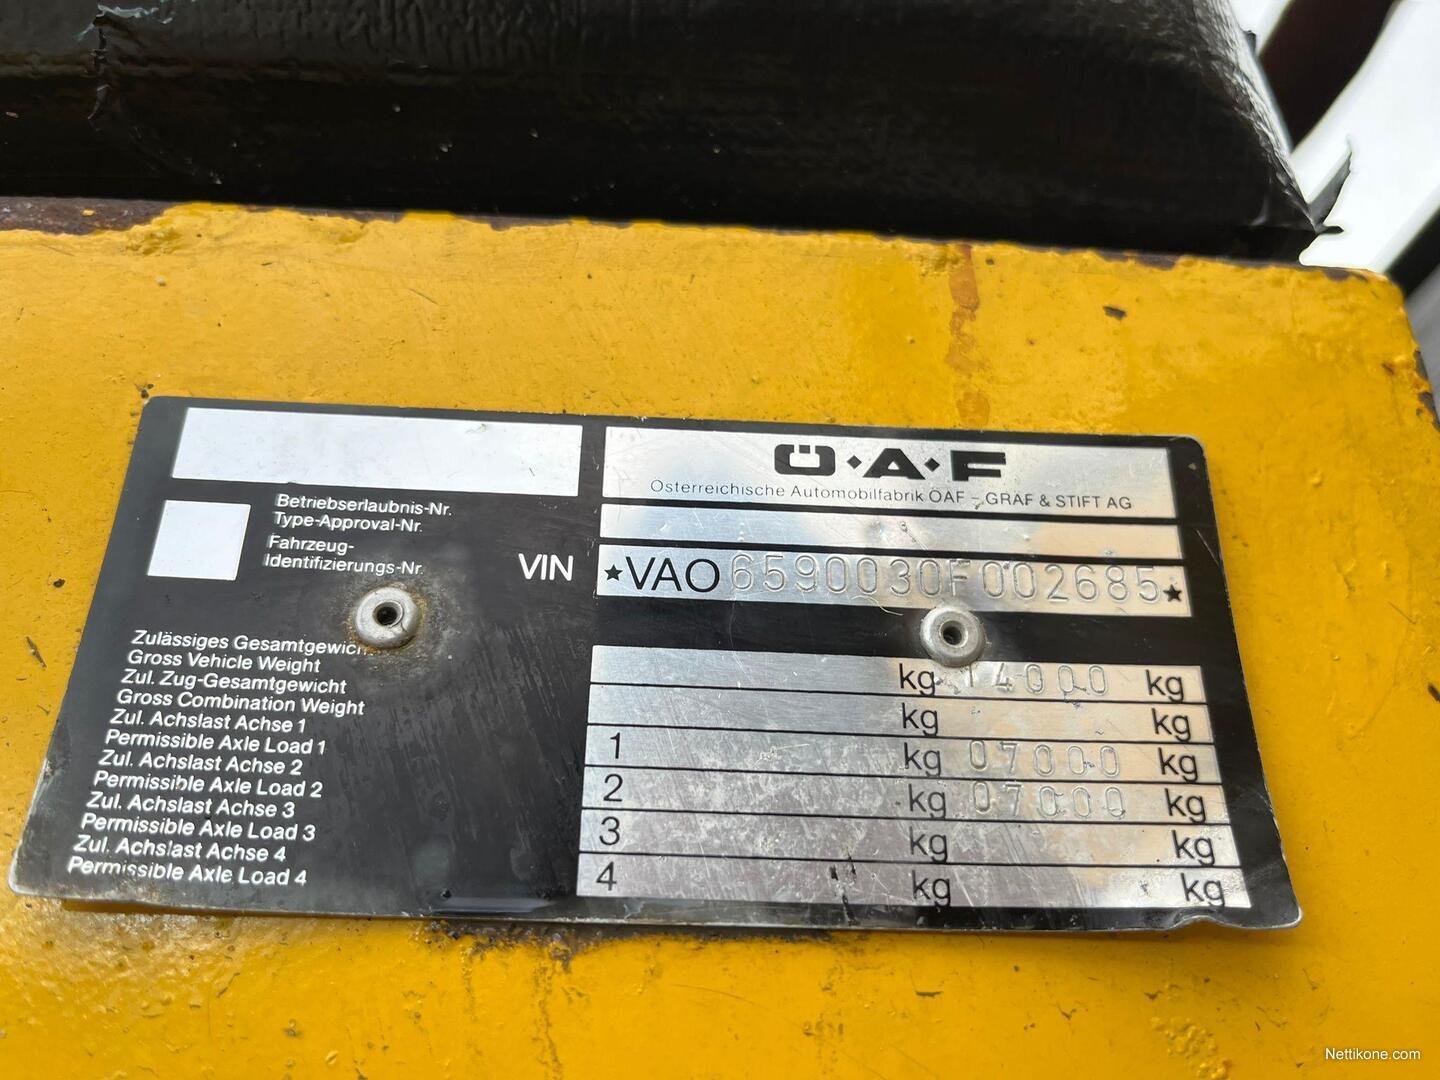 Ö·A·F
Österreichische Automobilfabrik ÖAF - GRAF & STIFT AG
Betriebserlaubnis-Nr.
Type-Approval-Nr.
Fahrzeug-
Identifizierungs-Nr.
VIN ★VAO6590030F002685★
Zulässiges Gesamtgewicht
Gross Vehicle Weight
kg 14000 kg
Zul. Zug-Gesamtgewicht
Gross Combination Weight
kg kg
Zul. Achslast Achse 1
Permissible Axle Load 1
1 kg 07000 kg
Zul. Achslast Achse 2
Permissible Axle Load 2
2 kg 07000 kg
Zul. Achslast Achse 3
Permissible Axle Load 3
3 kg kg
Zul. Achslast Achse 4
Permissible Axle Load 4
4 kg kg
Nettikone.com